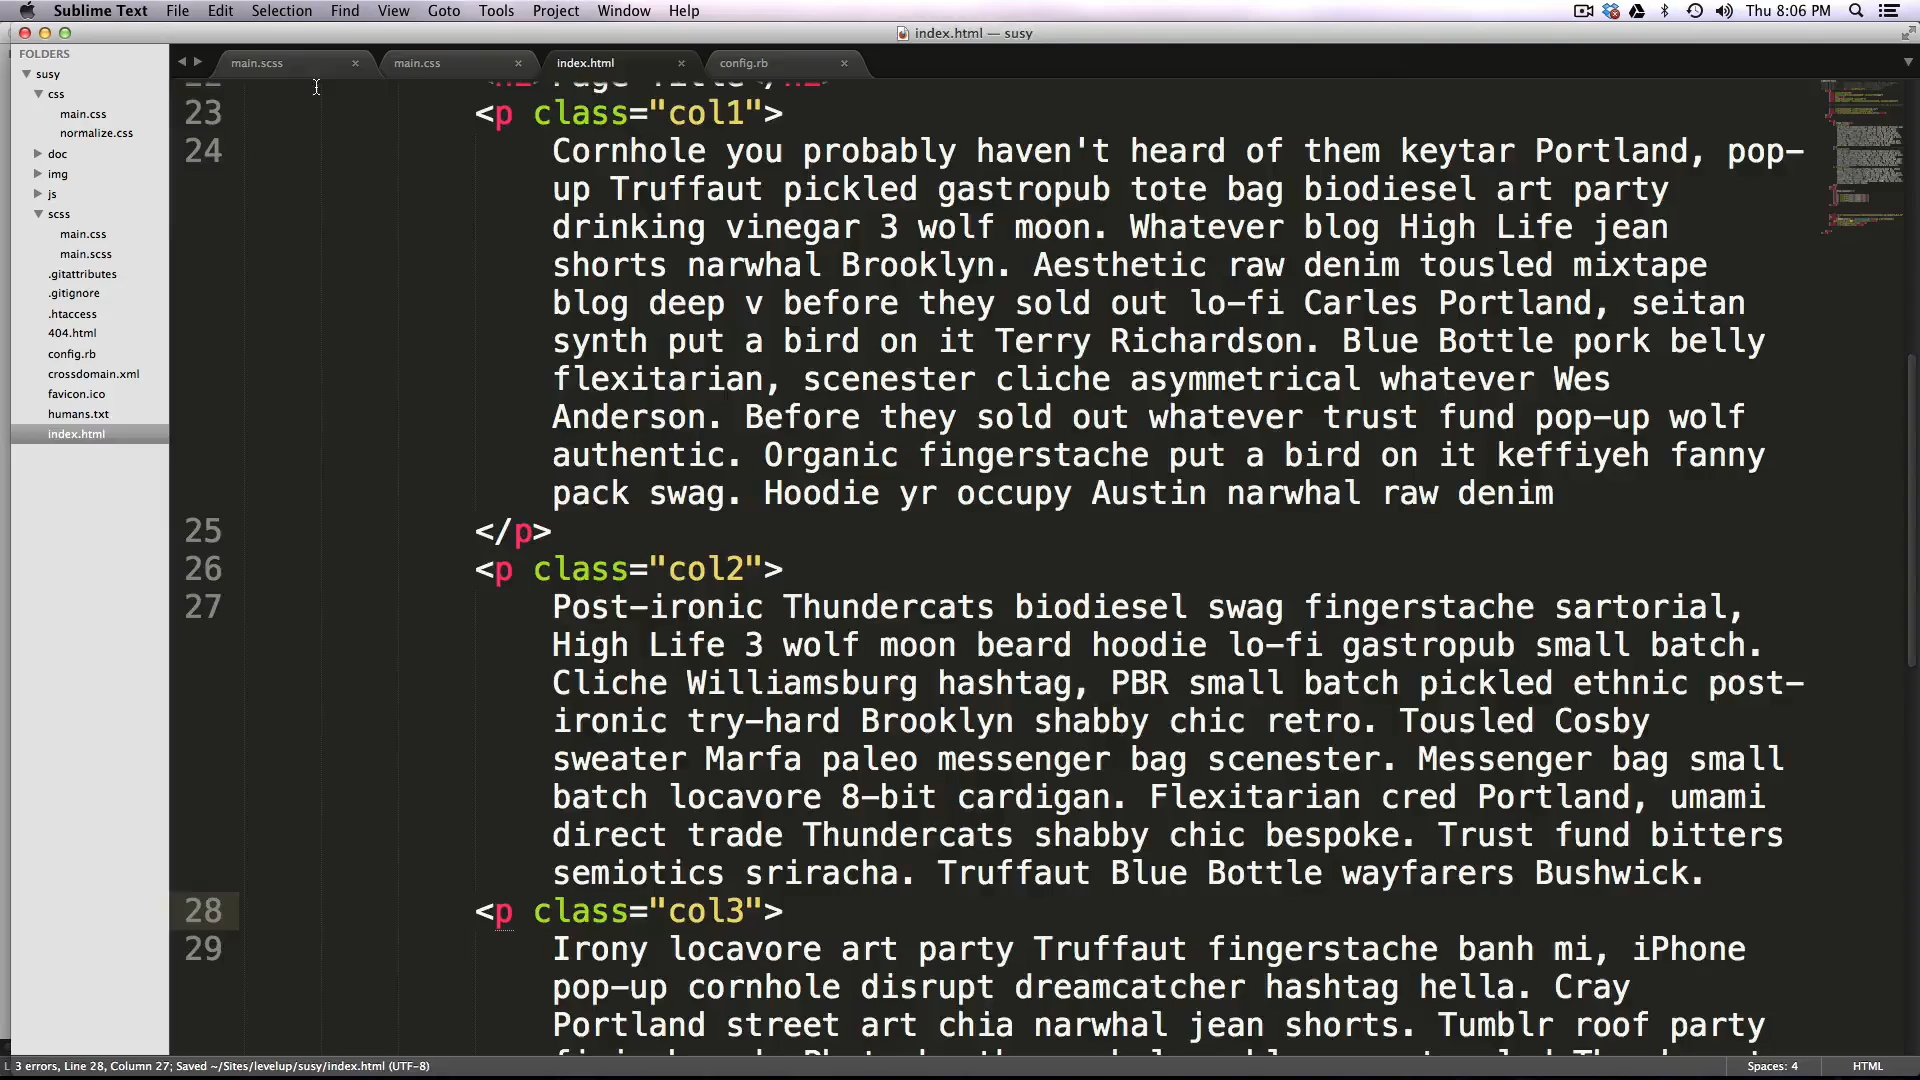 Sublime Text File Edit Selection Find View Goto Tools Project Window Help Thu 8:06 PM
index.html — susy
FOLDERS
susy
css
main.css
normalize.css
doc
img
js
scss
main.css
main.scss
.gitattributes
.gitignore
.htaccess
404.html
config.rb
crossdomain.xml
favicon.ico
humans.txt
index.html
main.scss × main.css × index.html × config.rb ×
23 <p class="col1">
24 Cornhole you probably haven't heard of them keytar Portland, pop-
up Truffaut pickled gastropub tote bag biodiesel art party
drinking vinegar 3 wolf moon. Whatever blog High Life jean
shorts narwhal Brooklyn. Aesthetic raw denim tousled mixtape
blog deep v before they sold out lo-fi Carles Portland, seitan
synth put a bird on it Terry Richardson. Blue Bottle pork belly
flexitarian, scenester cliche asymmetrical whatever Wes
Anderson. Before they sold out whatever trust fund pop-up wolf
authentic. Organic fingerstache put a bird on it keffiyeh fanny
pack swag. Hoodie yr occupy Austin narwhal raw denim
25 </p>
26 <p class="col2">
27 Post-ironic Thundercats biodiesel swag fingerstache sartorial,
High Life 3 wolf moon beard hoodie lo-fi gastropub small batch.
Cliche Williamsburg hashtag, PBR small batch pickled ethnic post-
ironic try-hard Brooklyn shabby chic retro. Tousled Cosby
sweater Marfa paleo messenger bag scenester. Messenger bag small
batch locavore 8-bit cardigan. Flexitarian cred Portland, umami
direct trade Thundercats shabby chic bespoke. Trust fund bitters
semiotics sriracha. Truffaut Blue Bottle wayfarers Bushwick.
28 <p class="col3">
29 Irony locavore art party Truffaut fingerstache banh mi, iPhone
pop-up cornhole disrupt dreamcatcher hashtag hella. Cray
Portland street art chia narwhal jean shorts. Tumblr roof party
3 errors, Line 28, Column 27; Saved ~/Sites/levelup/susy/index.html (UTF-8) Spaces: 4 HTML